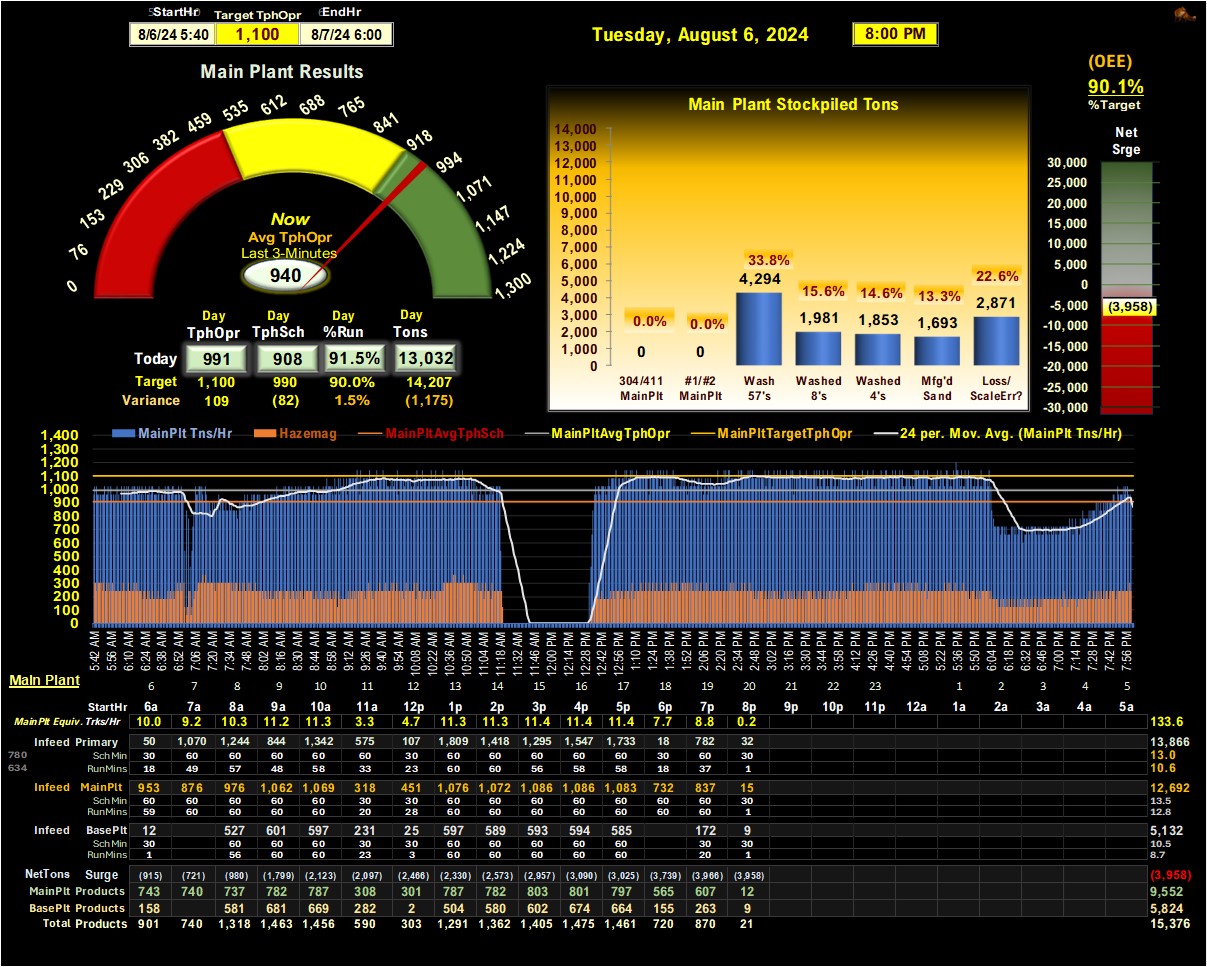 StartHr Target TphOpr EndHr
8/6/24 5:40 1,100 8/7/24 6:00
Tuesday, August 6, 2024 8:00 PM
(OEE)
90.1%
%Target
Main Plant Results
0 76 153 229 306 382 459 535 612 688 765 841 918 994 1,071 1,147 1,224 1,300
Now
Avg TphOpr
Last 3-Minutes
940
Day Day Day Day
TphOpr TphSch %Run Tons
Today 991 908 91.5% 13,032
Target 1,100 990 90.0% 14,207
Variance 109 (82) 1.5% (1,175)
Main Plant Stockpiled Tons
14,000
13,000
12,000
11,000
10,000
9,000
8,000
7,000
6,000
5,000
4,000
3,000
2,000
1,000
0
0.0% 0.0% 33.8% 15.6% 14.6% 13.3% 22.6%
0 0 4,294 1,981 1,853 1,693 2,871
304/411 #1/#2 Wash Washed Washed Mfg'd Loss/
MainPlt MainPlt 57's 8's 4's Sand ScaleErr?
Net
Srge
30,000
25,000
20,000
15,000
10,000
5,000
0
-5,000
(3,958)
-10,000
-15,000
-20,000
-25,000
-30,000
MainPlt Tns/Hr Hazemag MainPltAvgTphSch MainPltAvgTphOpr MainPltTargetTphOpr 24 per. Mov. Avg. (MainPlt Tns/Hr)
1,400
1,300
1,200
1,100
1,000
900
800
700
600
500
400
300
200
100
0
5:42 AM 5:56 AM 6:10 AM 6:24 AM 6:38 AM 6:52 AM 7:06 AM 7:20 AM 7:34 AM 7:48 AM 8:02 AM 8:16 AM 8:30 AM 8:44 AM 8:58 AM 9:12 AM 9:26 AM 9:40 AM 9:54 AM 10:08 AM 10:22 AM 10:36 AM 10:50 AM 11:04 AM 11:18 AM 11:32 AM 11:46 AM 12:00 PM 12:14 PM 12:28 PM 12:42 PM 12:56 PM 1:10 PM 1:24 PM 1:38 PM 1:52 PM 2:06 PM 2:20 PM 2:34 PM 2:48 PM 3:02 PM 3:16 PM 3:30 PM 3:44 PM 3:58 PM 4:12 PM 4:26 PM 4:40 PM 4:54 PM 5:08 PM 5:22 PM 5:36 PM 5:50 PM 6:04 PM 6:18 PM 6:32 PM 6:46 PM 7:00 PM 7:14 PM 7:28 PM 7:42 PM 7:56 PM
Main Plant
6 7 8 9 10 11 12 13 14 15 16 17 18 19 20 21 22 23 1 2 3 4 5
StartHr 6a 7a 8a 9a 10a 11a 12p 1p 2p 3p 4p 5p 6p 7p 8p 9p 10p 11p 12a 1a 2a 3a 4a 5a
MainPlt Equiv. Trks/Hr 10.0 9.2 10.3 11.2 11.3 3.3 4.7 11.3 11.3 11.4 11.4 11.4 7.7 8.8 0.2 133.6
Infeed Primary 50 1,070 1,244 844 1,342 575 107 1,809 1,418 1,295 1,547 1,733 18 782 32 13,866
780 SchMin 30 60 60 60 60 60 30 60 60 60 60 60 30 60 30 13.0
634 RunMins 18 49 57 48 58 33 23 60 60 56 58 58 18 37 1 10.6
Infeed MainPlt 953 876 976 1,062 1,069 318 451 1,076 1,072 1,086 1,086 1,083 732 837 15 12,692
SchMin 60 60 60 60 60 30 30 60 60 60 60 60 60 60 30 13.5
RunMins 59 60 60 60 60 20 28 60 60 60 60 60 60 60 1 12.8
Infeed BasePlt 12 527 601 597 231 25 597 589 593 594 585 172 9 5,132
SchMin 30 60 60 60 60 30 60 60 60 60 60 30 30 10.5
RunMins 1 56 60 60 23 3 60 60 60 60 60 20 1 8.7
NetTons Surge (915) (721) (980) (1,799) (2,123) (2,097) (2,466) (2,330) (2,573) (2,957) (3,090) (3,025) (3,739) (3,966) (3,958) (3,958)
MainPlt Products 743 740 737 782 787 308 301 787 782 803 801 797 565 607 12 9,552
BasePlt Products 158 581 681 669 282 2 504 580 602 674 664 155 263 9 5,824
Total Products 901 740 1,318 1,463 1,456 590 303 1,291 1,362 1,405 1,475 1,461 720 870 21 15,376